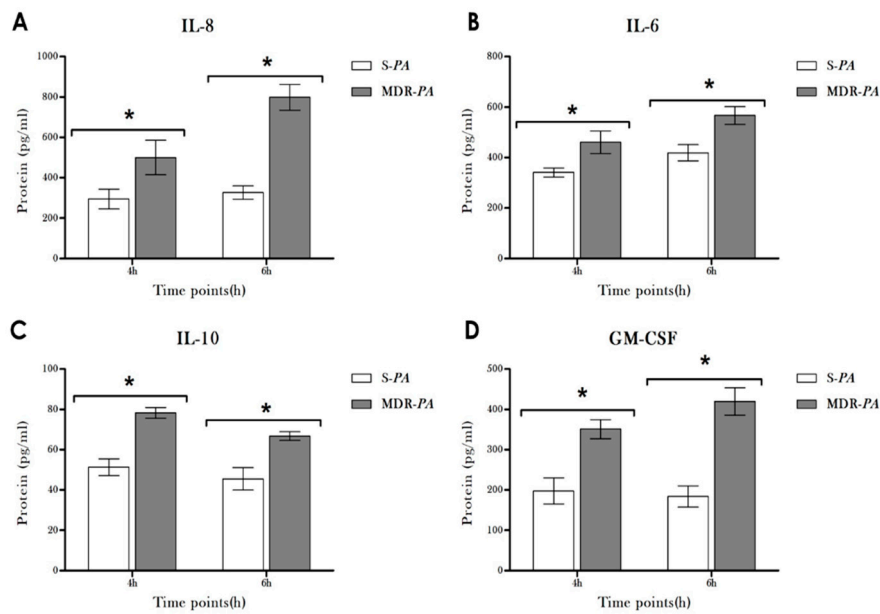 A
IL-8
1000
800
600
400
200
0
Protein (pg/ml)
*
*
4h
6h
Time points(h)
S-PA
MDR-PA
B
IL-6
800
600
400
200
0
Protein (pg/ml)
*
*
4h
6h
Time points(h)
S-PA
MDR-PA
C
IL-10
100
80
60
40
20
0
Protein (pg/ml)
*
*
4h
6h
Time points(h)
S-PA
MDR-PA
D
GM-CSF
500
400
300
200
100
0
Protein (pg/ml)
*
*
4h
6h
Time points(h)
S-PA
MDR-PA